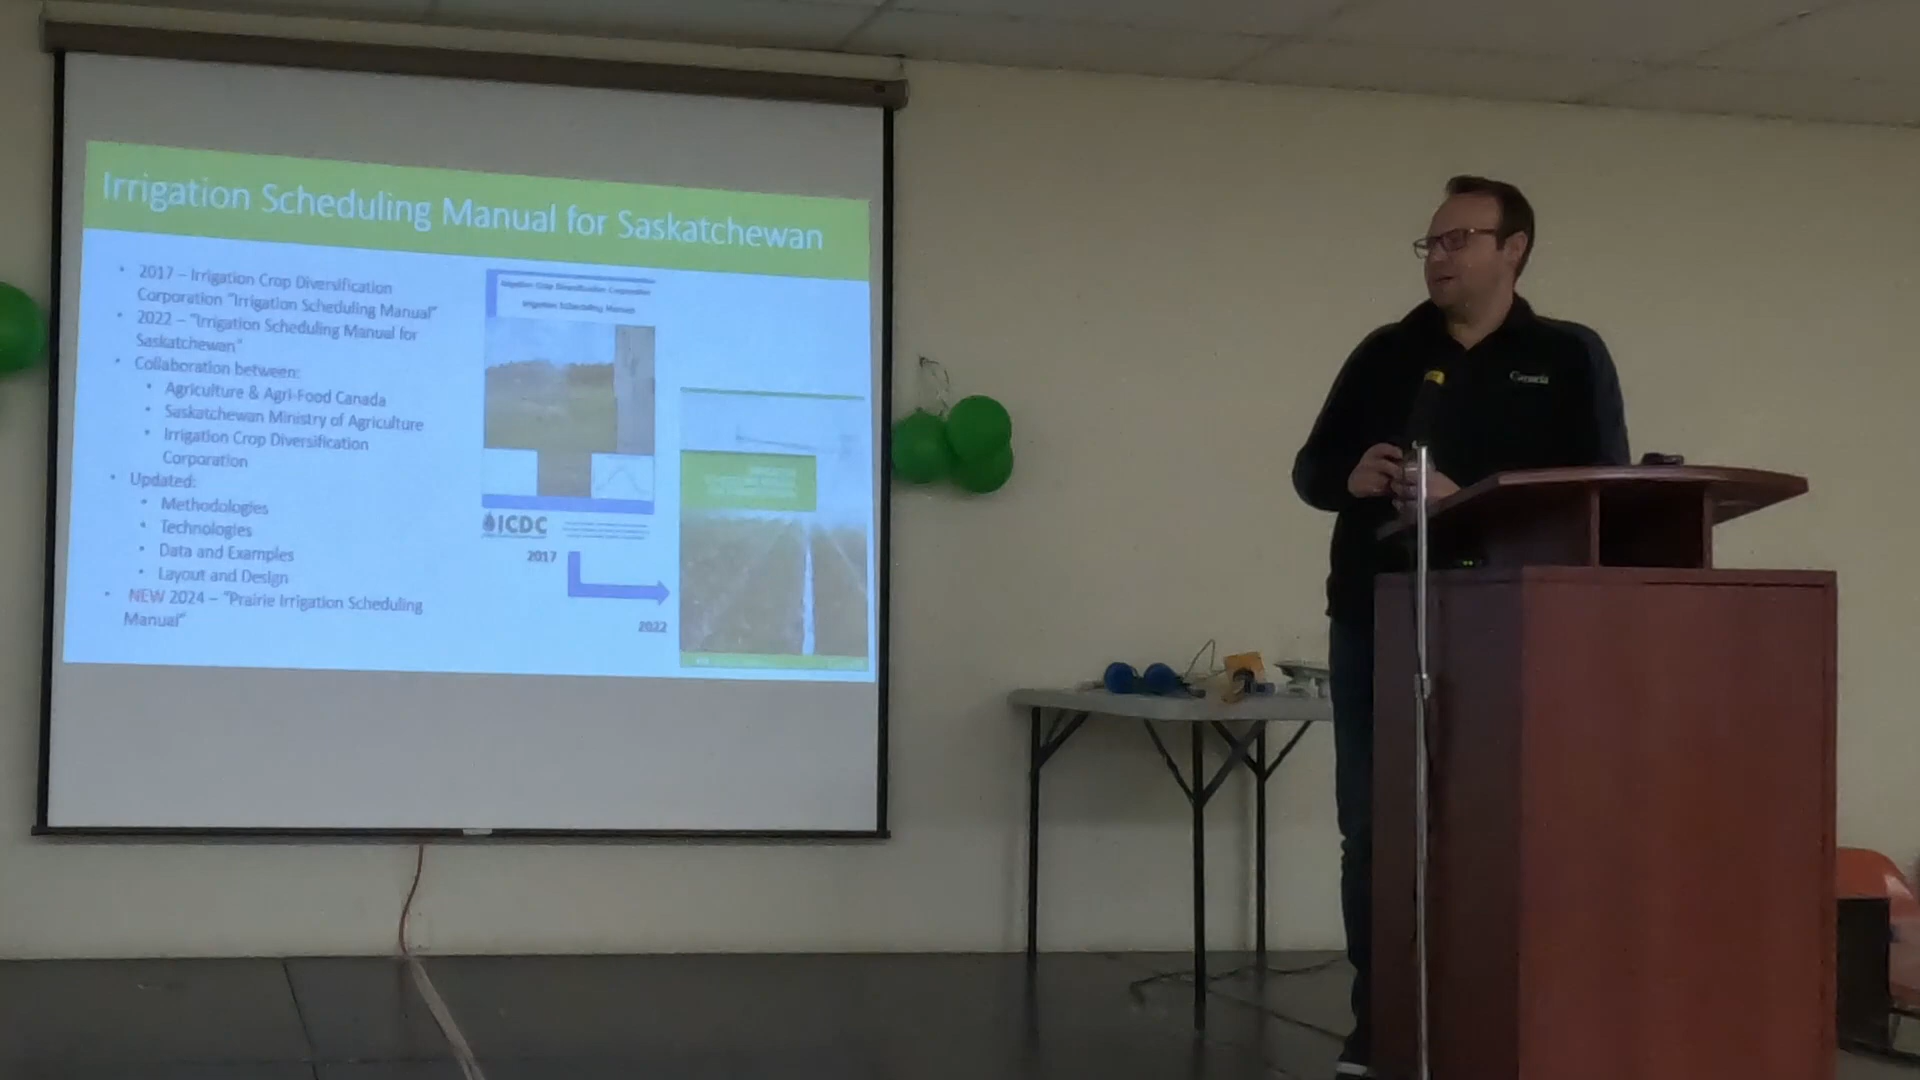 Irrigation Scheduling Manual for Saskatchewan
• 2017 – Irrigation Crop Diversification
Corporation "Irrigation Scheduling Manual"
• 2022 – "Irrigation Scheduling Manual for
Saskatchewan"
• Collaboration between:
• Agriculture & Agri-Food Canada
• Saskatchewan Ministry of Agriculture
• Irrigation Crop Diversification
Corporation
• Updated:
• Methodologies
• Technologies
• Data and Examples
• Layout and Design
• NEW 2024 – "Prairie Irrigation Scheduling
Manual"
Irrigation Crop Diversification Corporation
Irrigation Scheduling Manual
ICDC
2017
2022
Canada